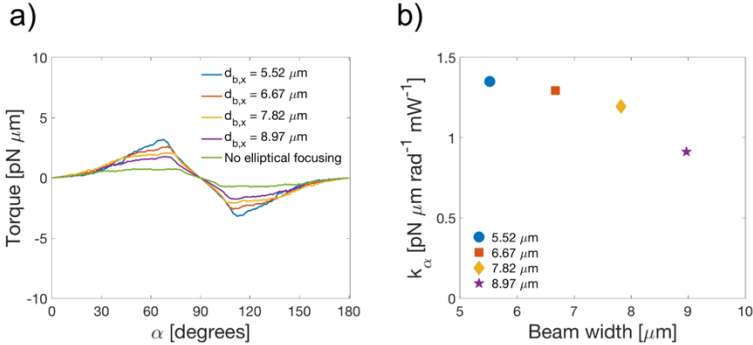 a)
10
5
0
-5
-10
Torque [pN μm]
0
30
60
90
120
150
180
α [degrees]
d_b,x = 5.52 μm
d_b,x = 6.67 μm
d_b,x = 7.82 μm
d_b,x = 8.97 μm
No elliptical focusing
b)
1.5
1
0.5
0
k_α [pN μm rad⁻¹ mW⁻¹]
5
6
7
8
9
10
Beam width [μm]
5.52 μm
6.67 μm
7.82 μm
8.97 μm